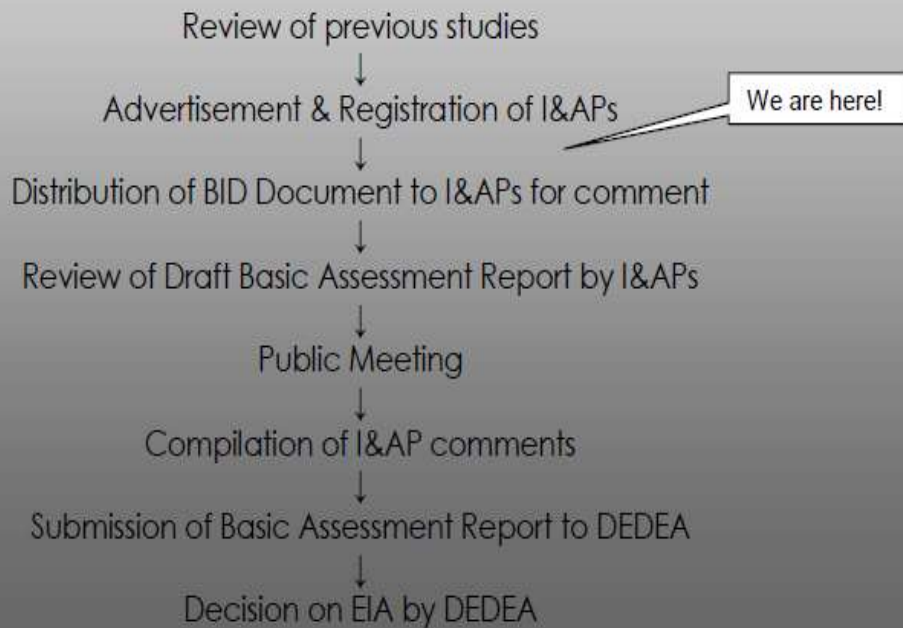 Review of previous studies
↓
Advertisement & Registration of I&APs
We are here!
↓
Distribution of BID Document to I&APs for comment
↓
Review of Draft Basic Assessment Report by I&APs
↓
Public Meeting
↓
Compilation of I&AP comments
↓
Submission of Basic Assessment Report to DEDEA
↓
Decision on EIA by DEDEA